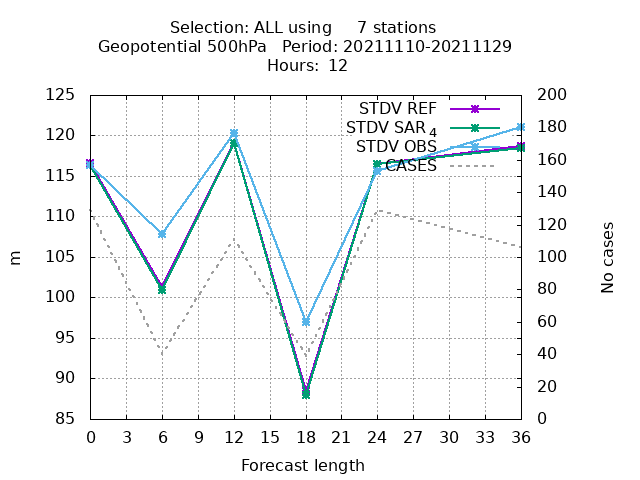 Selection: ALL using 7 stations
Geopotential 500hPa Period: 20211110-20211129
Hours: 12
125 200
STDV REF
120 180
STDV SAR 4
STDV OBS
115 160
CASES
140
110 120
105 100
100 80
95 60
40
90 20
85 0
m
No cases
0 3 6 9 12 15 18 21 24 27 30 33 36
Forecast length